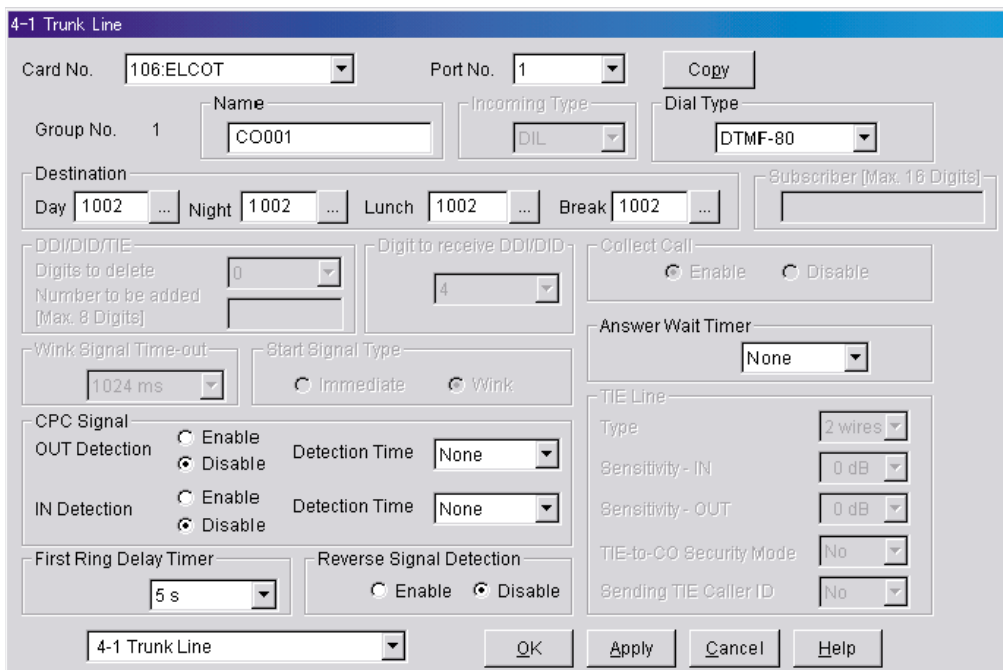 4-1 Trunk Line
Card No. 106:ELCOT Port No. 1 Copy
Name Incoming Type Dial Type
Group No. 1 CO001 DIL DTMF-80
Destination Subscriber [Max. 16 Digits]
Day 1002 ... Night 1002 ... Lunch 1002 ... Break 1002 ...
DDI/DID/TIE Digit to receive DDI/DID Collect Call
Digits to delete 0 Enable Disable
Number to be added 4
[Max. 8 Digits]
Answer Wait Timer
None
Wink Signal Time-out Start Signal Type
1024 ms Immediate Wink
TIE Line
Type 2 wires
Sensitivity - IN 0 dB
Sensitivity - OUT 0 dB
TIE-to-CO Security Mode No
Sending TIE Caller ID No
CPC Signal
OUT Detection Enable Disable Detection Time None
IN Detection Enable Disable Detection Time None
First Ring Delay Timer Reverse Signal Detection
5 s Enable Disable
4-1 Trunk Line OK Apply Cancel Help